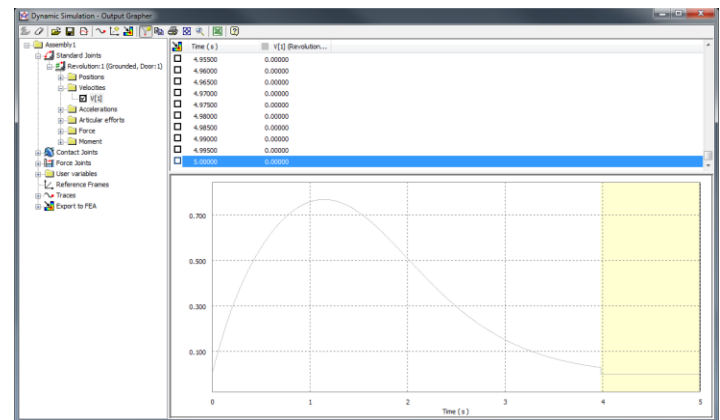 Dynamic Simulation - Output Grapher
Assembly1
Standard Joints
Revolution:1 (Grounded, Door:1)
Positions
Velocities
V[1]
Accelerations
Articular efforts
Force
Moment
Contact Joints
Force Joints
User variables
Reference Frames
Traces
Export to FEA
Time ( s ) V[1] (Revolution...
4.95500 0.00000
4.96000 0.00000
4.96500 0.00000
4.97000 0.00000
4.97500 0.00000
4.98000 0.00000
4.98500 0.00000
4.99000 0.00000
4.99500 0.00000
5.00000 0.00000
0.700
0.500
0.300
0.100
0 1 2 3 4 5
Time ( s )